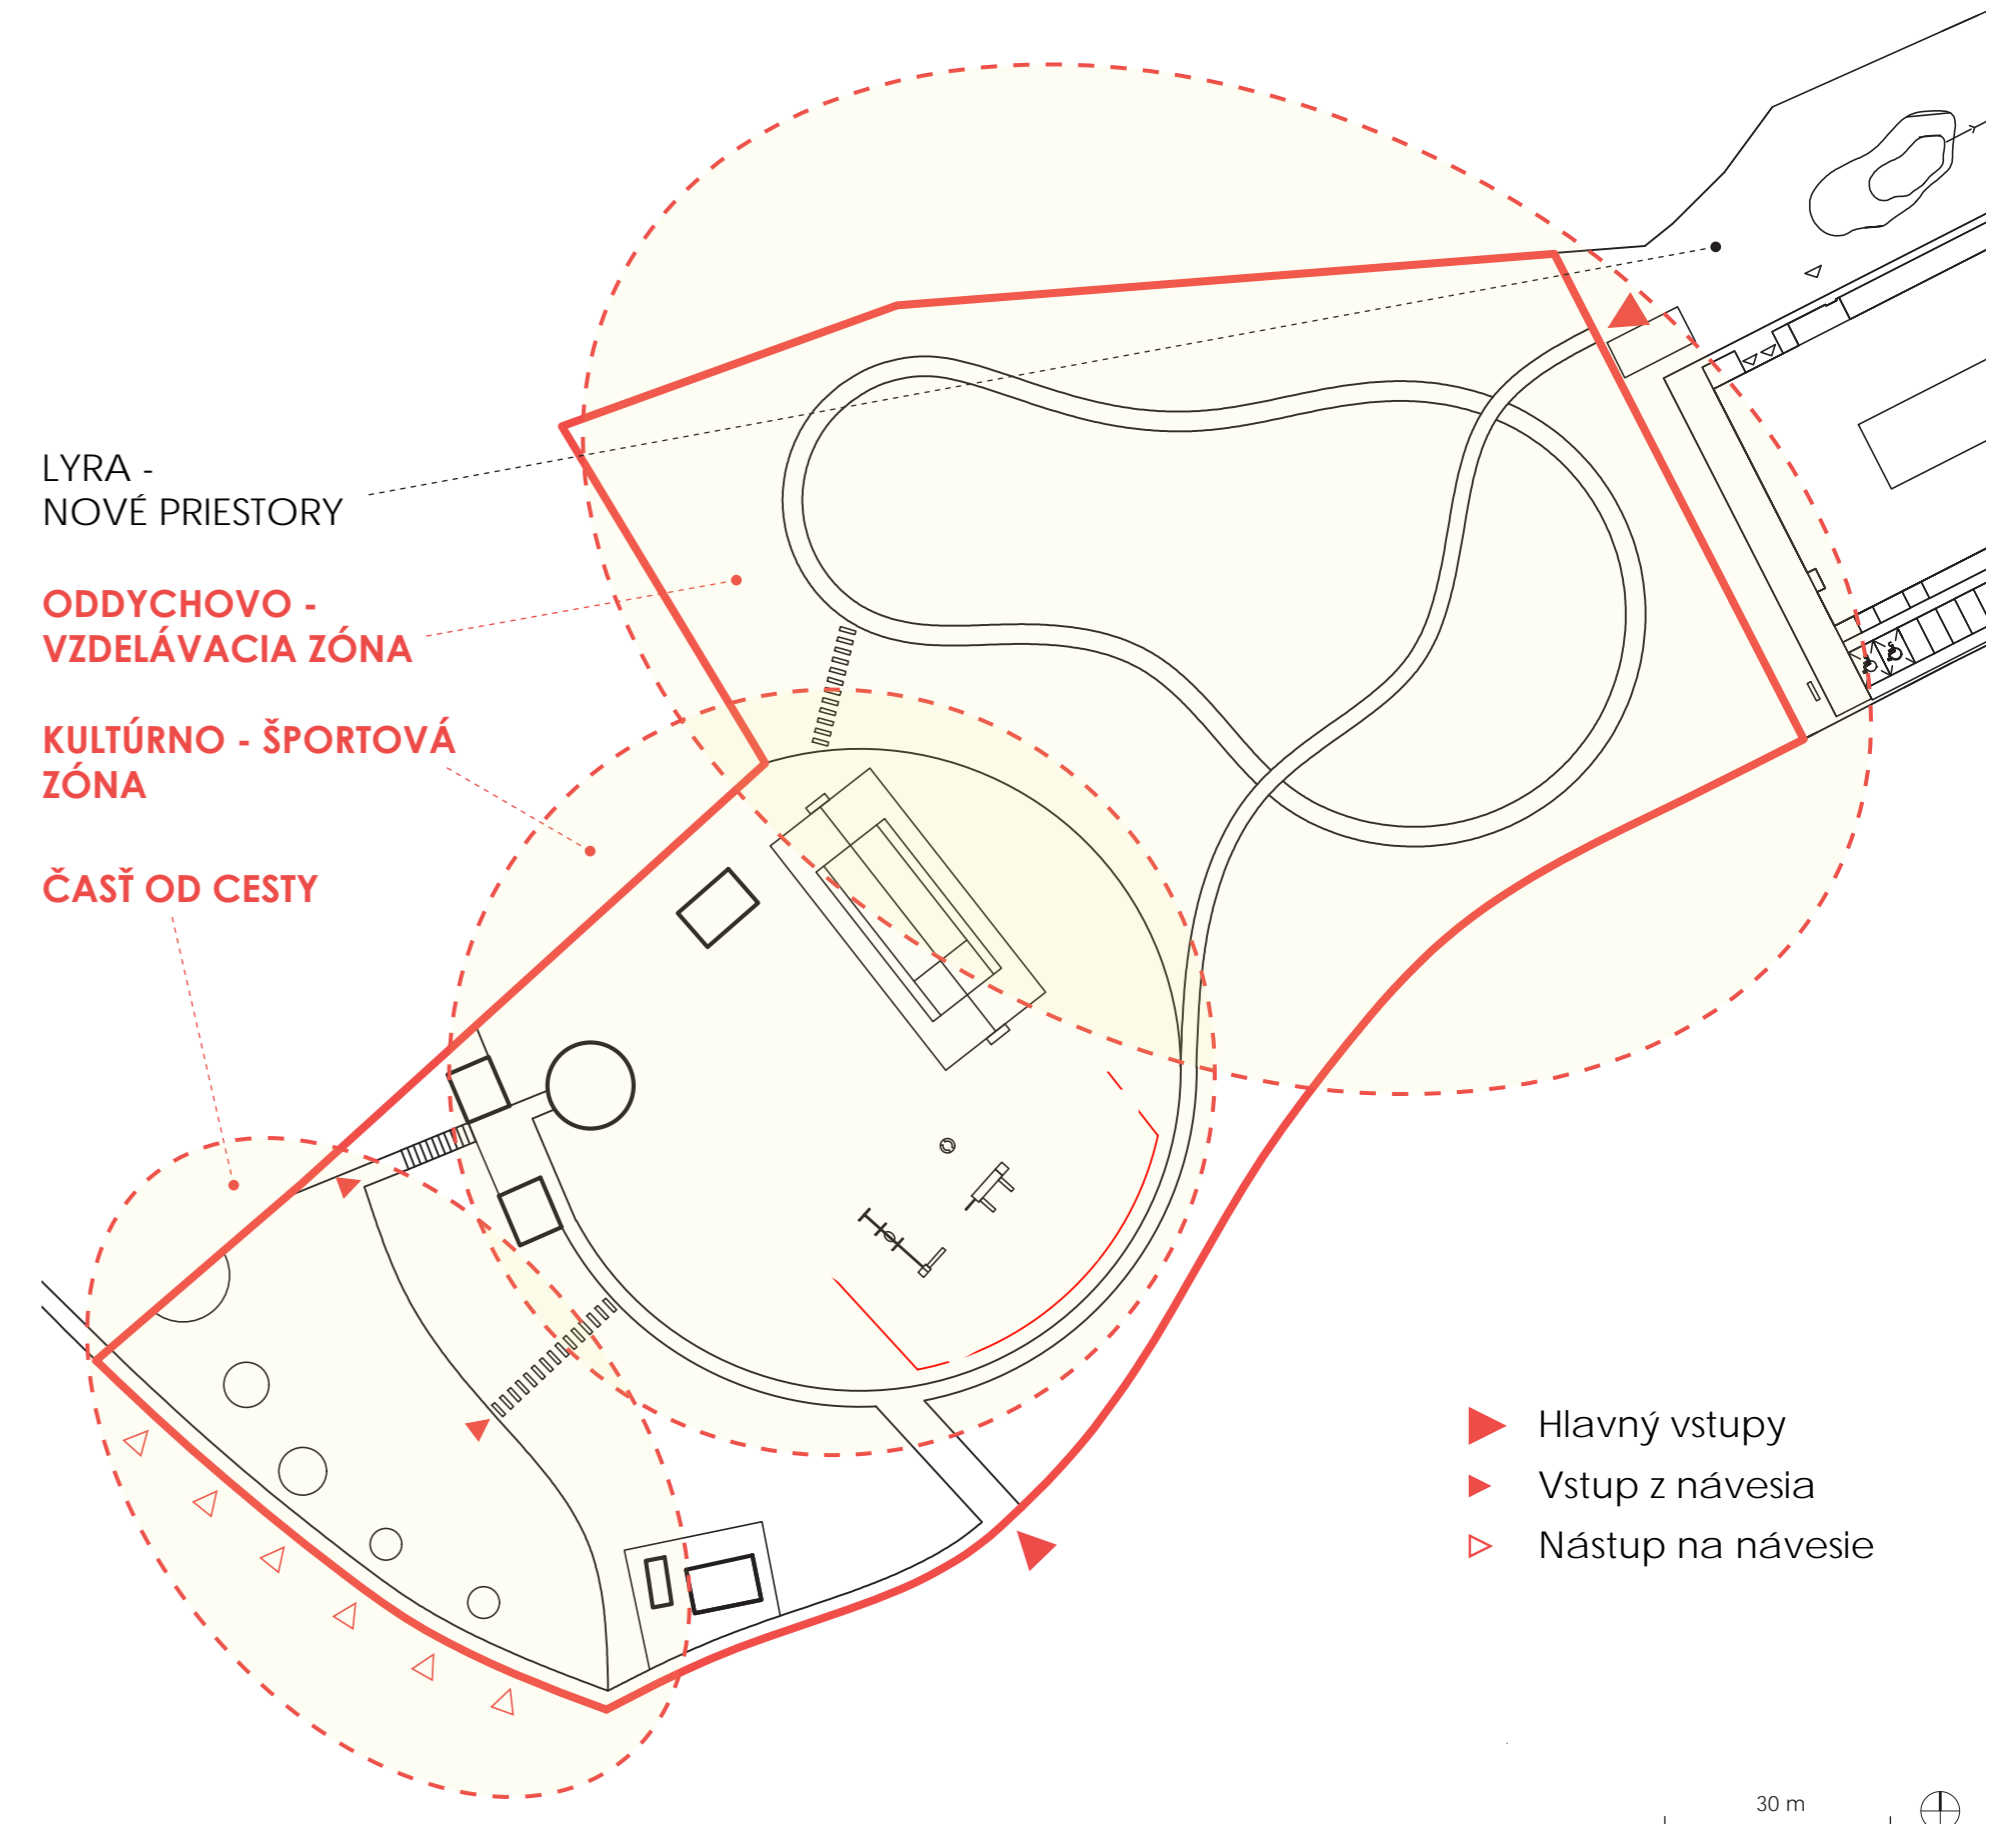 LYRA -
NOVÉ PRIESTORY
ODDYCHOVO -
VZDELÁVACIA ZÓNA
KULTÚRNO - ŠPORTOVÁ
ZÓNA
ČASŤ OD CESTY
Hlavný vstupy
Vstup z návesia
Nástup na návesie
30 m